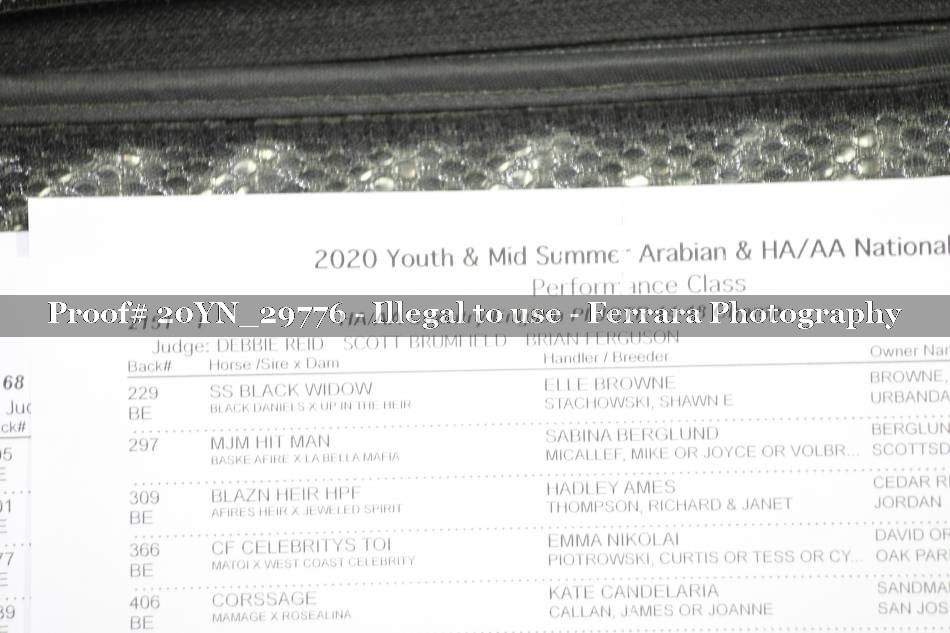 2020 Youth & Mid Summer Arabian & HA/AA National
Performance Class
Proof# 20YN_29776 - Illegal to use - Ferrara Photography
Judge: DEBBIE REID SCOTT BRUMFIELD BRIAN FERGUSON
Back# Horse /Sire x Dam Handler / Breeder Owner Nar
229 SS BLACK WIDOW ELLE BROWNE BROWNE,
BE BLACK DANIELS X UP IN THE HEIR STACHOWSKI, SHAWN E URBANDA
297 MJM HIT MAN SABINA BERGLUND BERGLUN
BASKE AFIRE X LA BELLA MAFIA MICALLEF, MIKE OR JOYCE OR VOLBR... SCOTTSD
309 BLAZN HEIR HPF HADLEY AMES CEDAR RI
BE AFIRES HEIR X JEWELED SPIRIT THOMPSON, RICHARD & JANET JORDAN
366 CF CELEBRITYS TOI EMMA NIKOLAI DAVID OR
BE MATOI X WEST COAST CELEBRITY PIOTROWSKI, CURTIS OR TESS OR CY... OAK PAR
406 CORSSAGE KATE CANDELARIA SANDMA
BE MAMAGE X ROSEALINA CALLAN, JAMES OR JOANNE SAN JOS
68
Juc
ck#